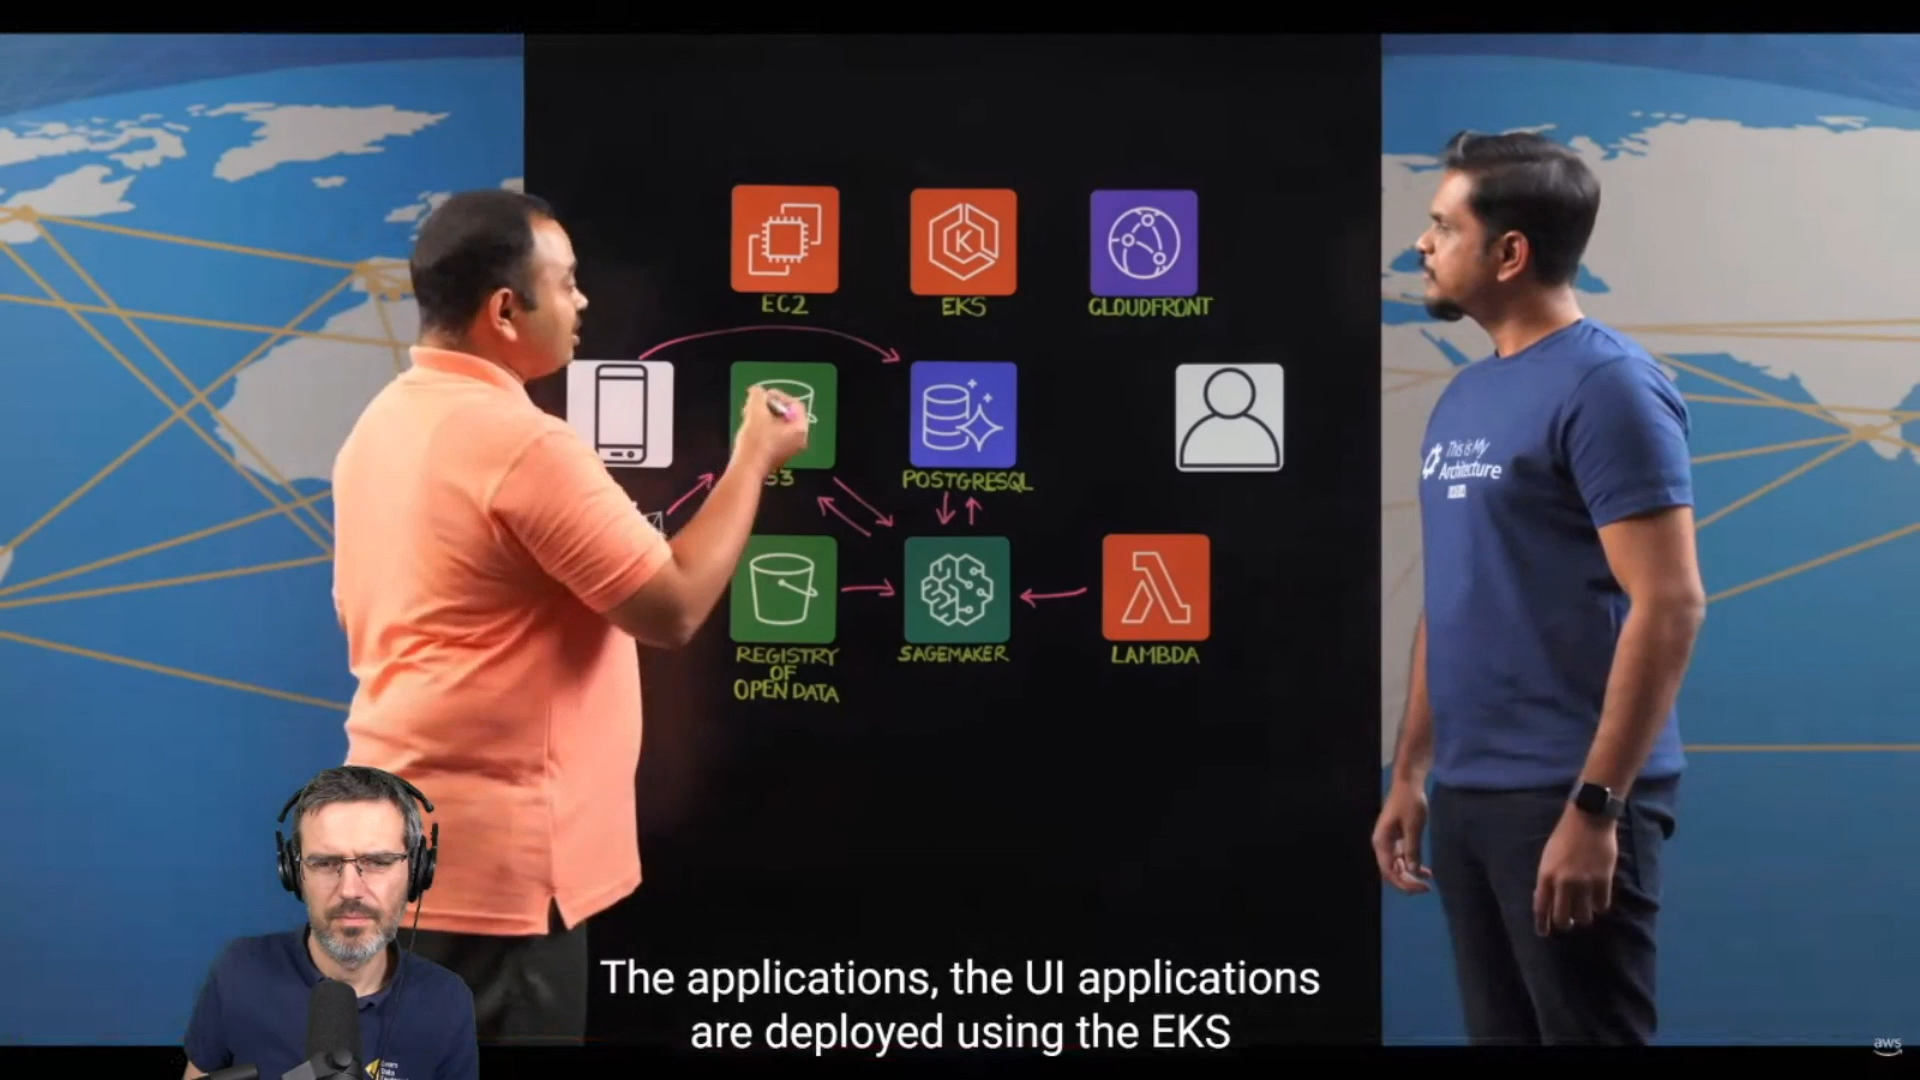 EC2
EKS
CLOUDFRONT
S3
POSTGRESQL
REGISTRY
OF
OPEN DATA
SAGEMAKER
LAMBDA
This is My
Architecture
The applications, the UI applications
are deployed using the EKS
aws